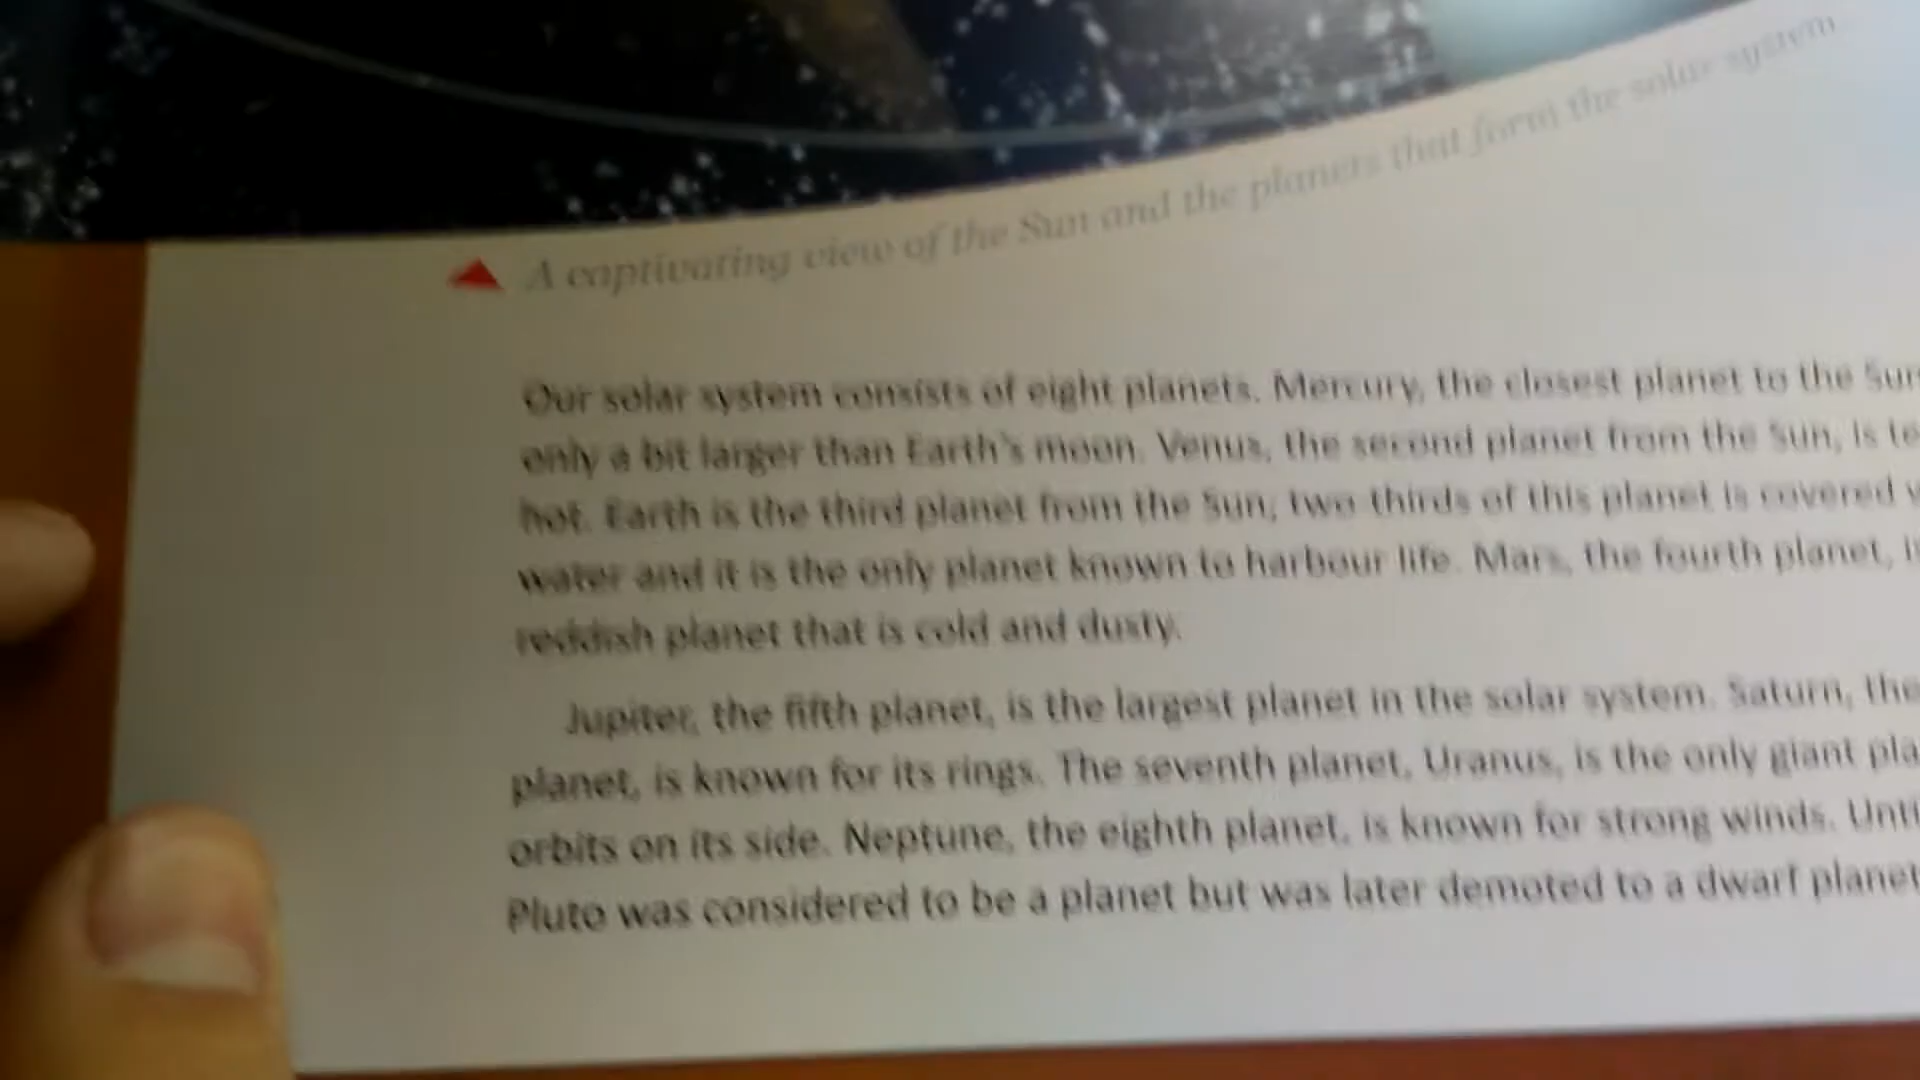 A captivating view of the Sun and the planets that form the solar system
Our solar system consists of eight planets. Mercury, the closest planet to the Sun
only a bit larger than Earth's moon. Venus, the second planet from the Sun, is
hot. Earth is the third planet from the Sun; two-thirds of this planet is covered
water and it is the only planet known to harbour life. Mars, the fourth planet,
reddish planet that is cold and dusty.
Jupiter, the fifth planet, is the largest planet in the solar system. Saturn, the
planet, is known for its rings. The seventh planet, Uranus, is the only giant
orbits on its side. Neptune, the eighth planet, is known for strong winds.
Pluto was considered to be a planet but was later demoted to a dwarf planet